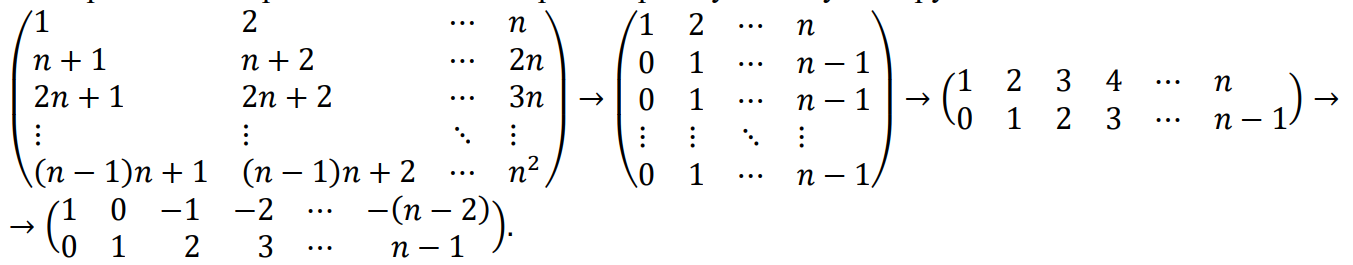 (1 2 ⋯ n
n + 1 n + 2 ⋯ 2n
2n + 1 2n + 2 ⋯ 3n
⋮ ⋮ ⋱ ⋮
(n − 1)n + 1 (n − 1)n + 2 ⋯ n²) →
(1 2 ⋯ n
0 1 ⋯ n − 1
0 1 ⋯ n − 1
⋮ ⋮ ⋱ ⋮
0 1 ⋯ n − 1) →
(1 2 3 4 ⋯ n
0 1 2 3 ⋯ n − 1) →
→ (1 0 −1 −2 ⋯ −(n − 2)
0 1 2 3 ⋯ n − 1).